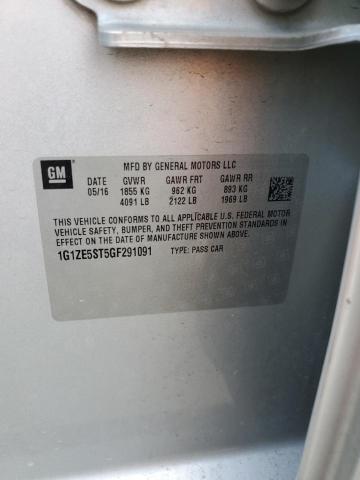 GM
MFD BY GENERAL MOTORS LLC
DATE GVWR GAWR FRT GAWR RR
05/16 1855 KG 962 KG 893 KG
4091 LB 2122 LB 1969 LB
THIS VEHICLE CONFORMS TO ALL APPLICABLE U.S. FEDERAL MOTOR
VEHICLE SAFETY, BUMPER, AND THEFT PREVENTION STANDARDS IN
EFFECT ON THE DATE OF MANUFACTURE SHOWN ABOVE.
1G1ZE5ST5GF291091 TYPE: PASS CAR